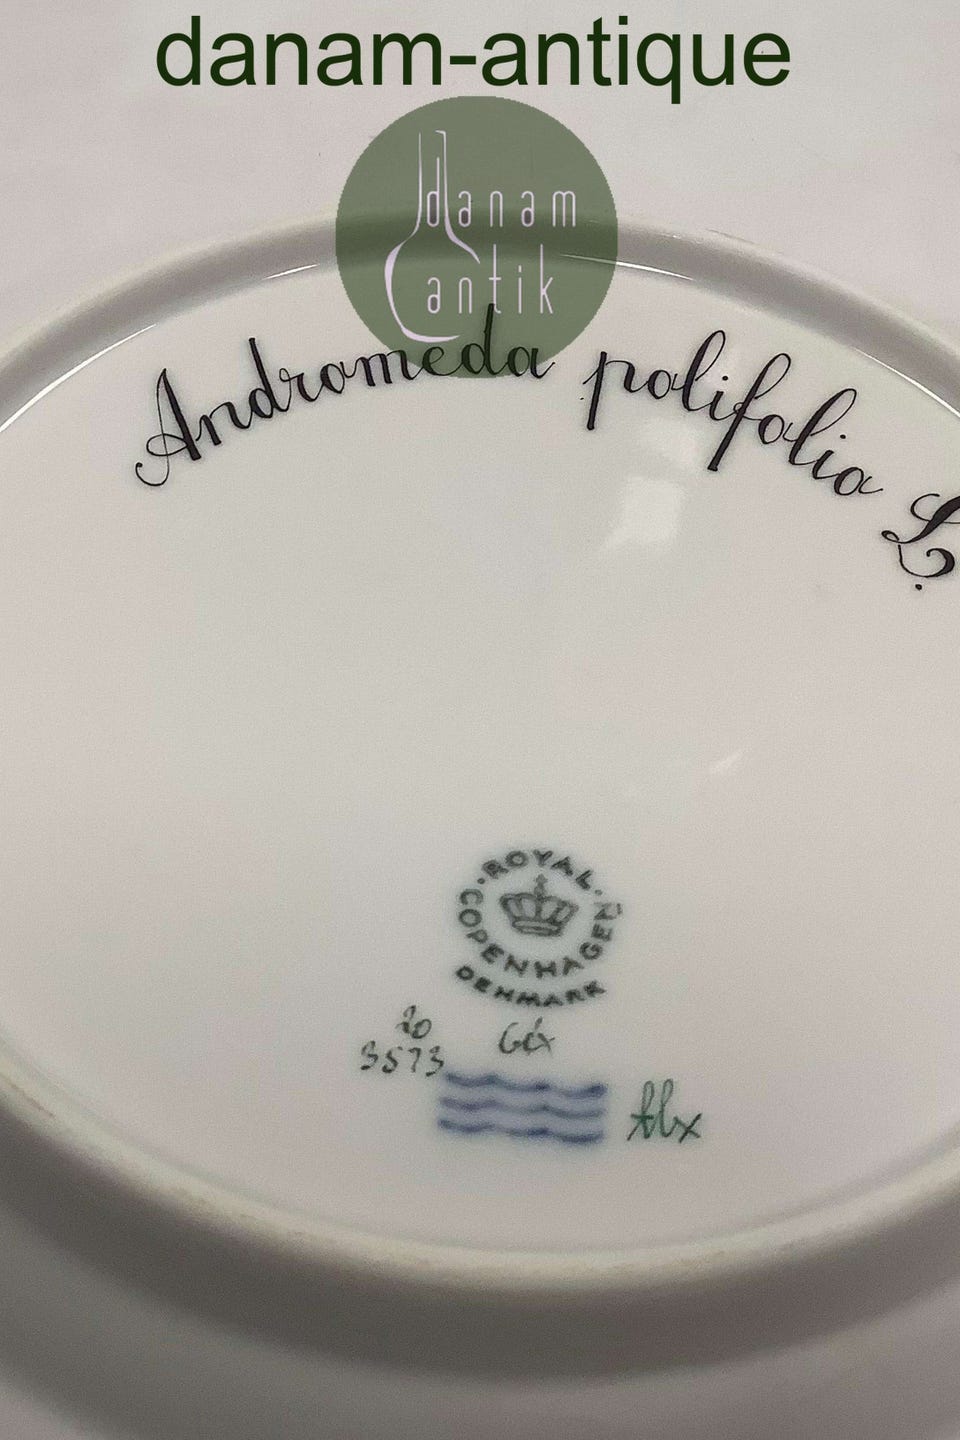 danam-antique
danam
antik
Andromeda polifolia L.
ROYAL COPENHAGEN
DENMARK
20
3573